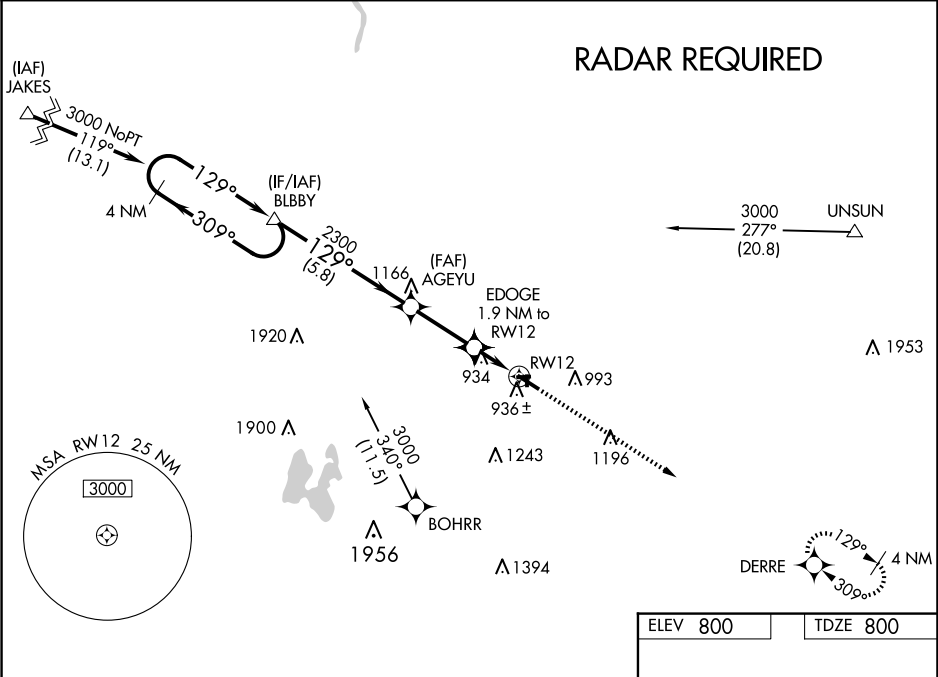 RADAR REQUIRED
(IAF)
JAKES
3000 NoPT
119°
(13.1)
129°
4 NM
309°
(IF/IAF)
BLBBY
2300
129°
(5.8)
1166
(FAF)
AGEYU
EDOGE
1.9 NM to
RW12
3000
277°
(20.8)
UNSUN
1920
934
RW12
993
936±
1953
1900
3000
340°
(11.5)
1243
1196
MSA RW12 25 NM
3000
BOHRR
1956
1394
DERRE
129°
4 NM
309°
ELEV 800
TDZE 800